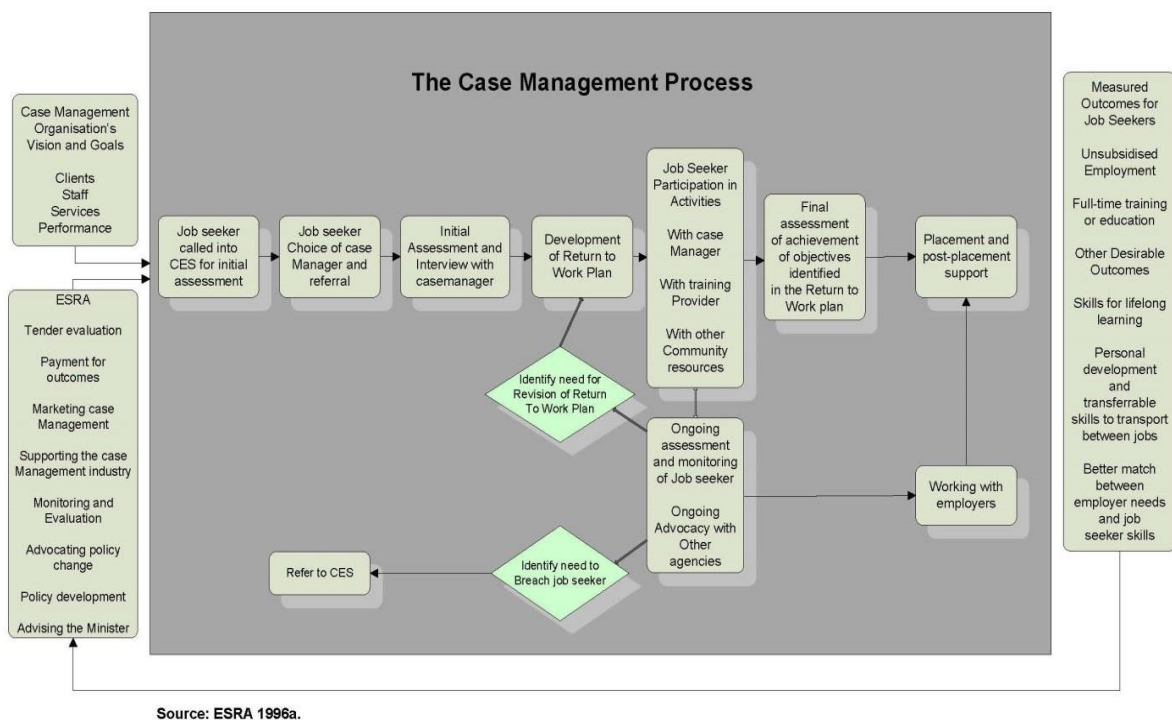 The Case Management Process
Case Management
Organisation's
Vision and Goals
Clients
Staff
Services
Performance
ESRA
Tender evaluation
Payment for
outcomes
Marketing case
Management
Supporting the case
Management industry
Monitoring and
Evaluation
Advocating policy
change
Policy development
Advising the Minister
Job seeker
called into
CES for initial
assessment
Job seeker
Choice of case
Manager and
referral
Initial
Assessment and
Interview with
casemanager
Development
of Return to
Work Plan
Job Seeker
Participation in
Activities
With case
Manager
With training
Provider
With other
Community
resources
Final
assessment
of achievement
of objectives
identified
in the Return to
Work plan
Placement and
post-placement
support
Identify need for
Revision of Return
To Work Plan
Ongoing
assessment
and monitoring
of Job seeker
Ongoing
Advocacy with
Other
agencies
Working with
employers
Identify need to
Breach job seeker
Refer to CES
Measured
Outcomes for
Job Seekers
Unsubsidised
Employment
Full-time training
or education
Other Desirable
Outcomes
Skills for lifelong
learning
Personal
development
and
transferrable
skills to transport
between jobs
Better match
between
employer needs
and job
seeker skills
Source: ESRA 1996a.